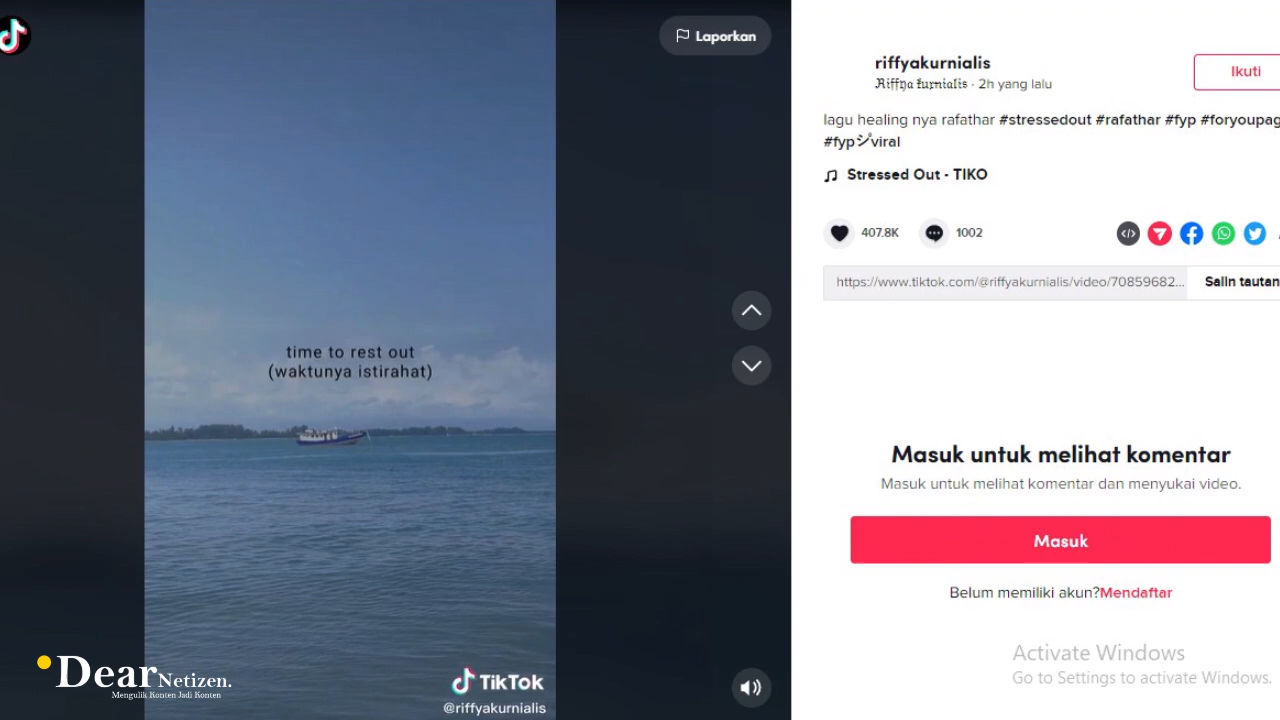 Laporkan
time to rest out
(waktunya istirahat)
Dear Netizen.
Mengulik Konten Jadi Konten
TikTok
@riffyakurnialis
riffyakurnialis
ℜ𝔦𝔣𝔣𝔶𝔞 𝔨𝔲𝔯𝔫𝔦𝔞𝔩𝔦𝔰 · 2h yang lalu
Ikuti
lagu healing nya rafathar #stressedout #rafathar #fyp #foryoupag
#fypシviral
Stressed Out - TIKO
407.8K 1002
https://www.tiktok.com/@riffyakurnialis/video/70859682...
Salin tautan
Masuk untuk melihat komentar
Masuk untuk melihat komentar dan menyukai video.
Masuk
Belum memiliki akun?Mendaftar
Activate Windows
Go to Settings to activate Windows.